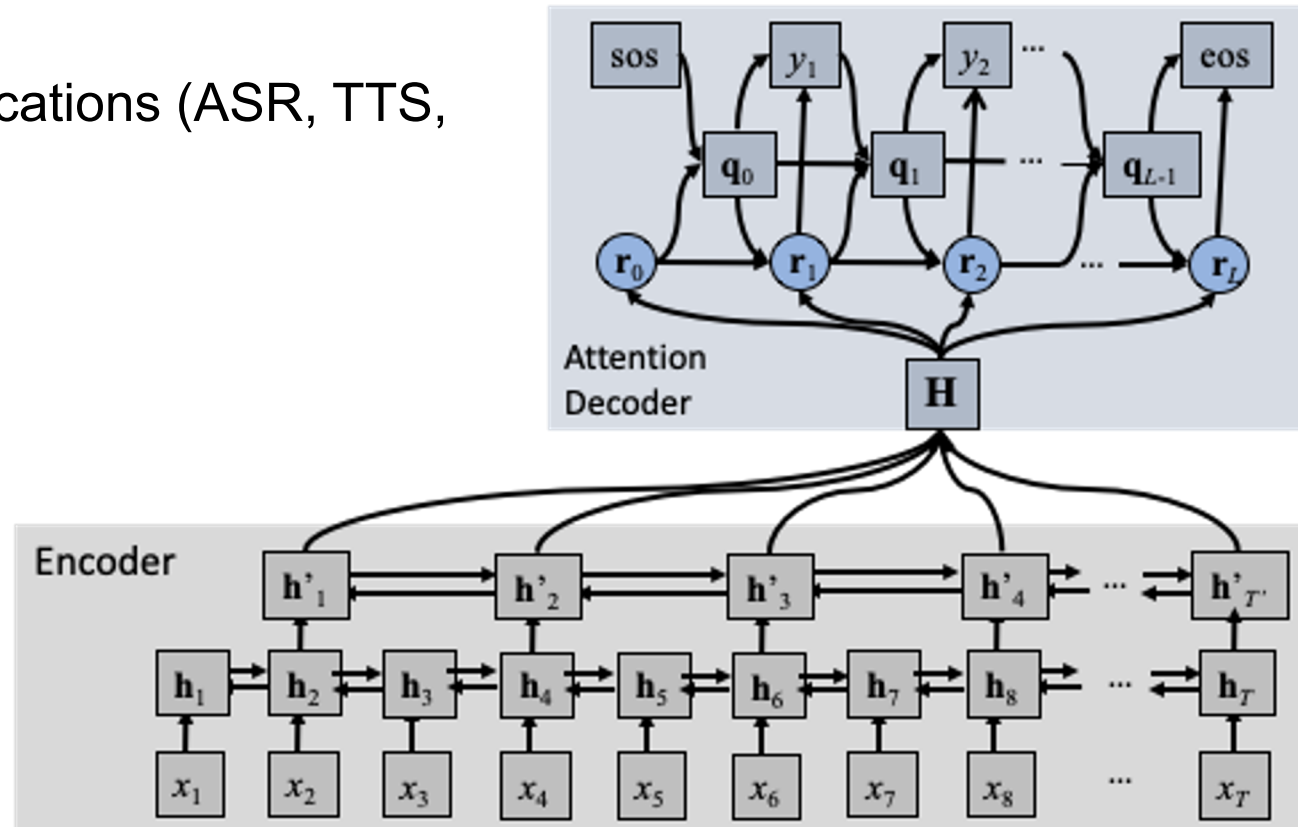 cations (ASR, TTS,
sos y1 y2 ... eos
q0 q1 ... qL-1
r0 r1 r2 ... rL
Attention
Decoder
H
Encoder
h'1 h'2 h'3 h'4 ... h'T'
h1 h2 h3 h4 h5 h6 h7 h8 ... hT
x1 x2 x3 x4 x5 x6 x7 x8 ... xT